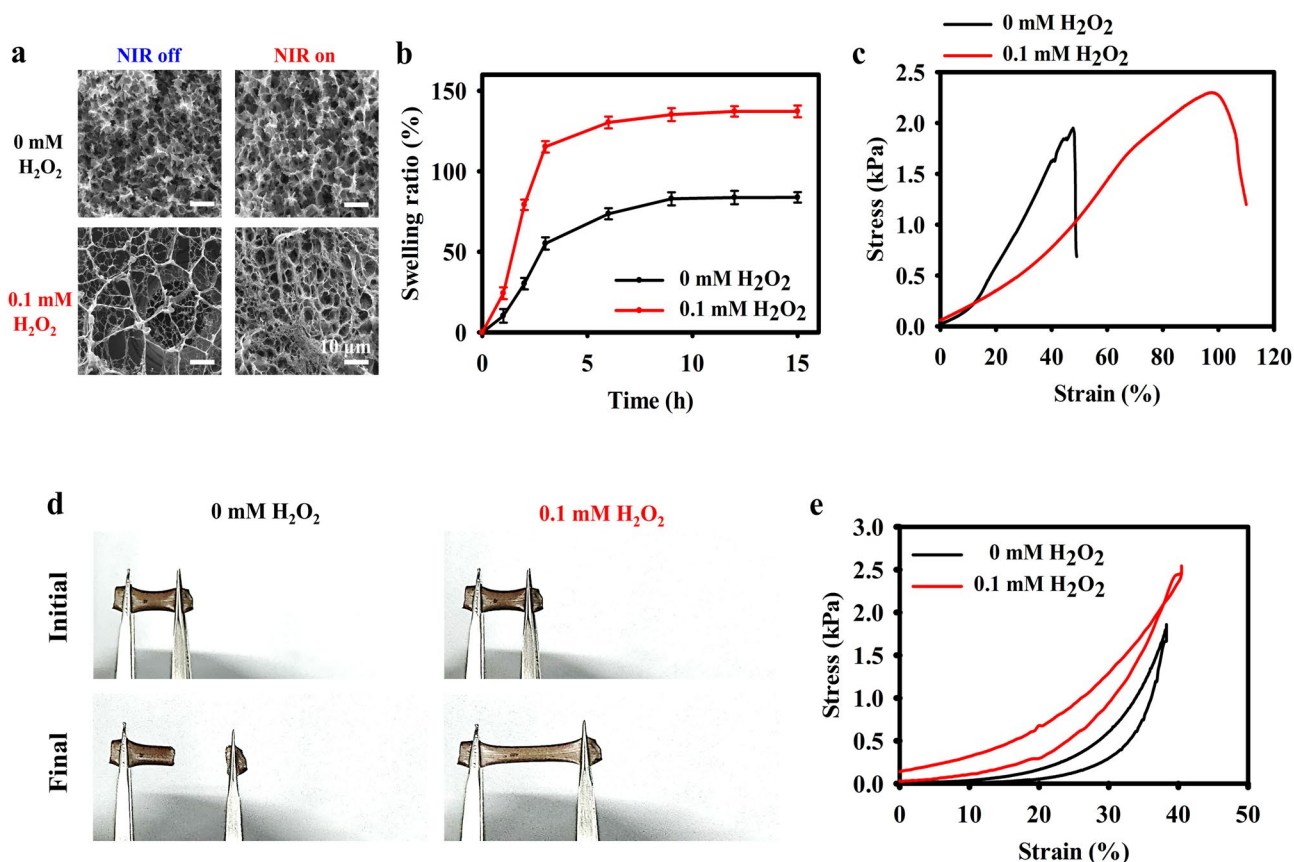 a
NIR off
NIR on
0 mM
H₂O₂
0.1 mM
H₂O₂
10 µm
b
Swelling ratio (%)
150
100
50
0
0 mM H₂O₂
0.1 mM H₂O₂
0
5
10
15
Time (h)
c
0 mM H₂O₂
0.1 mM H₂O₂
Stress (kPa)
2.5
2.0
1.5
1.0
0.5
0.0
0
20
40
60
80
100
120
Strain (%)
d
0 mM H₂O₂
0.1 mM H₂O₂
Initial
Final
e
Stress (kPa)
3.0
2.5
2.0
1.5
1.0
0.5
0.0
0 mM H₂O₂
0.1 mM H₂O₂
0
10
20
30
40
50
Strain (%)